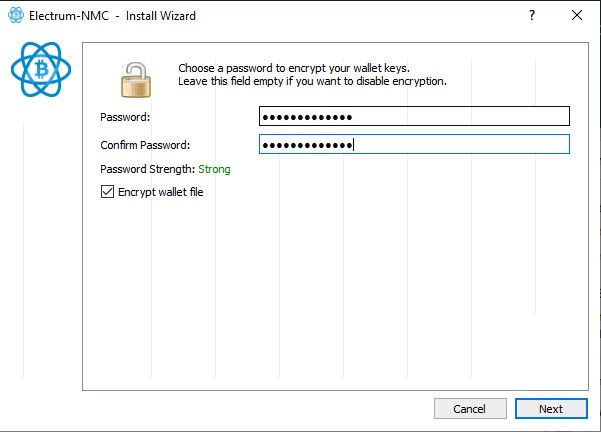 Electrum-NMC - Install Wizard
Choose a password to encrypt your wallet keys.
Leave this field empty if you want to disable encryption.
Password: ●●●●●●●●●●●●●
Confirm Password: ●●●●●●●●●●●●●
Password Strength: Strong
Encrypt wallet file
Cancel Next